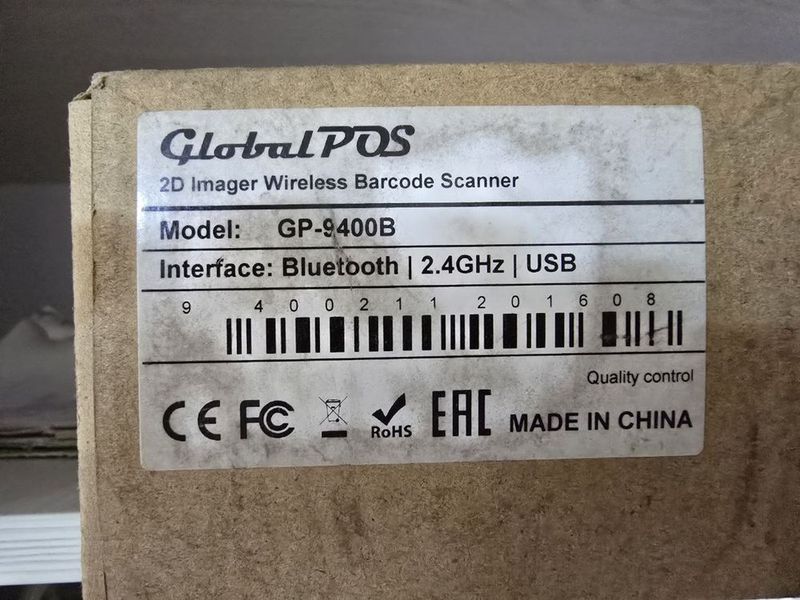 GlobalPOS
2D Imager Wireless Barcode Scanner
Model: GP-9400B
Interface: Bluetooth | 2.4GHz | USB
9 400211 201608
Quality control
CE FC RoHS EAC MADE IN CHINA